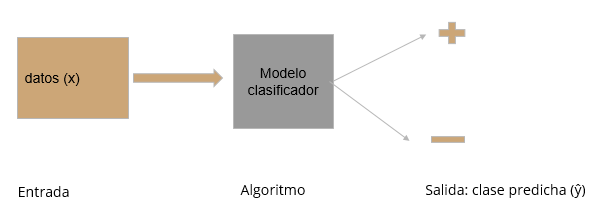 datos (x)
Modelo
clasificador
Entrada
Algoritmo
Salida: clase predicha (ŷ)